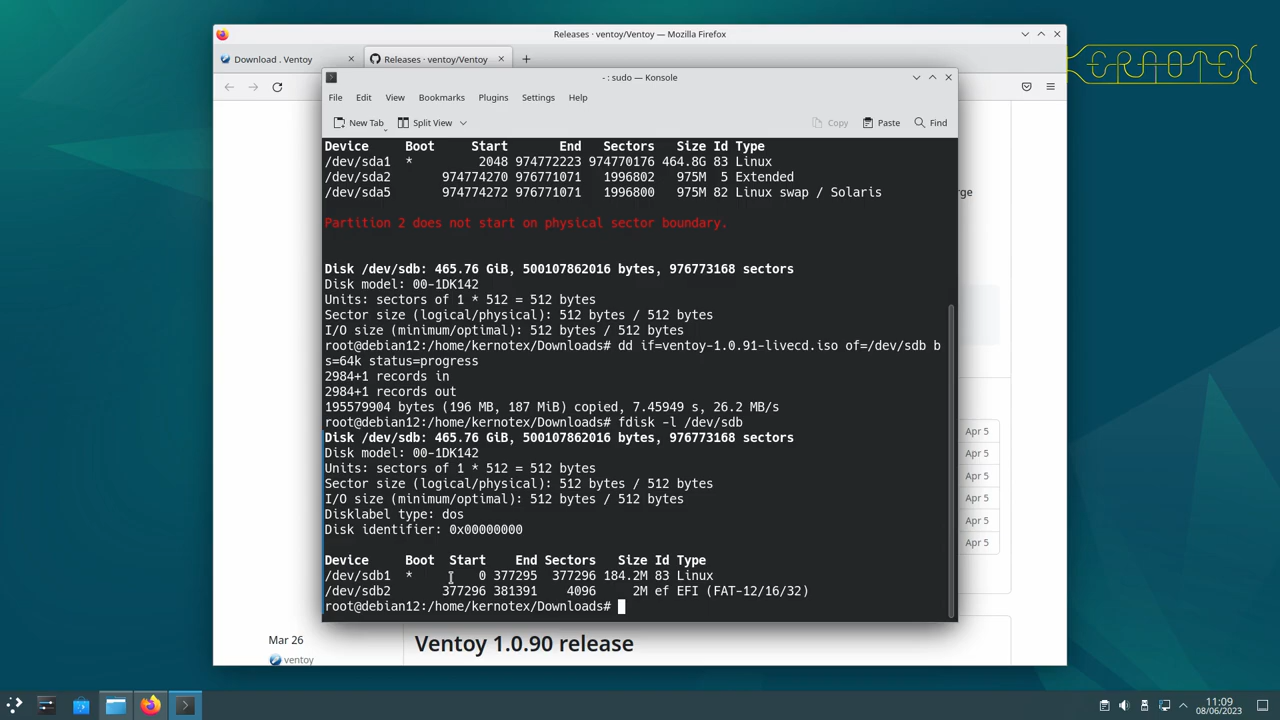 Releases · ventoy/Ventoy — Mozilla Firefox
Download . Ventoy
Releases · ventoy/Ventoy
KERNOTEX
- : sudo — Konsole
File Edit View Bookmarks Plugins Settings Help
New Tab Split View Copy Paste Find
Device Boot Start End Sectors Size Id Type
/dev/sda1 * 2048 974772223 974770176 464.8G 83 Linux
/dev/sda2 974774270 976771071 1996802 975M 5 Extended
/dev/sda5 974774272 976771071 1996800 975M 82 Linux swap / Solaris
Partition 2 does not start on physical sector boundary.
Disk /dev/sdb: 465.76 GiB, 500107862016 bytes, 976773168 sectors
Disk model: 00-1DK142
Units: sectors of 1 * 512 = 512 bytes
Sector size (logical/physical): 512 bytes / 512 bytes
I/O size (minimum/optimal): 512 bytes / 512 bytes
root@debian12:/home/kernotex/Downloads# dd if=ventoy-1.0.91-livecd.iso of=/dev/sdb b
s=64k status=progress
2984+1 records in
2984+1 records out
195579904 bytes (196 MB, 187 MiB) copied, 7.45949 s, 26.2 MB/s
root@debian12:/home/kernotex/Downloads# fdisk -l /dev/sdb
Disk /dev/sdb: 465.76 GiB, 500107862016 bytes, 976773168 sectors
Disk model: 00-1DK142
Units: sectors of 1 * 512 = 512 bytes
Sector size (logical/physical): 512 bytes / 512 bytes
I/O size (minimum/optimal): 512 bytes / 512 bytes
Disklabel type: dos
Disk identifier: 0x00000000
Device Boot Start End Sectors Size Id Type
/dev/sdb1 * 0 377295 377296 184.2M 83 Linux
/dev/sdb2 377296 381391 4096 2M ef EFI (FAT-12/16/32)
root@debian12:/home/kernotex/Downloads#
rge
Apr 5
Apr 5
Apr 5
Apr 5
Apr 5
Apr 5
Mar 26
ventoy
Ventoy 1.0.90 release
11:09
08/06/2023